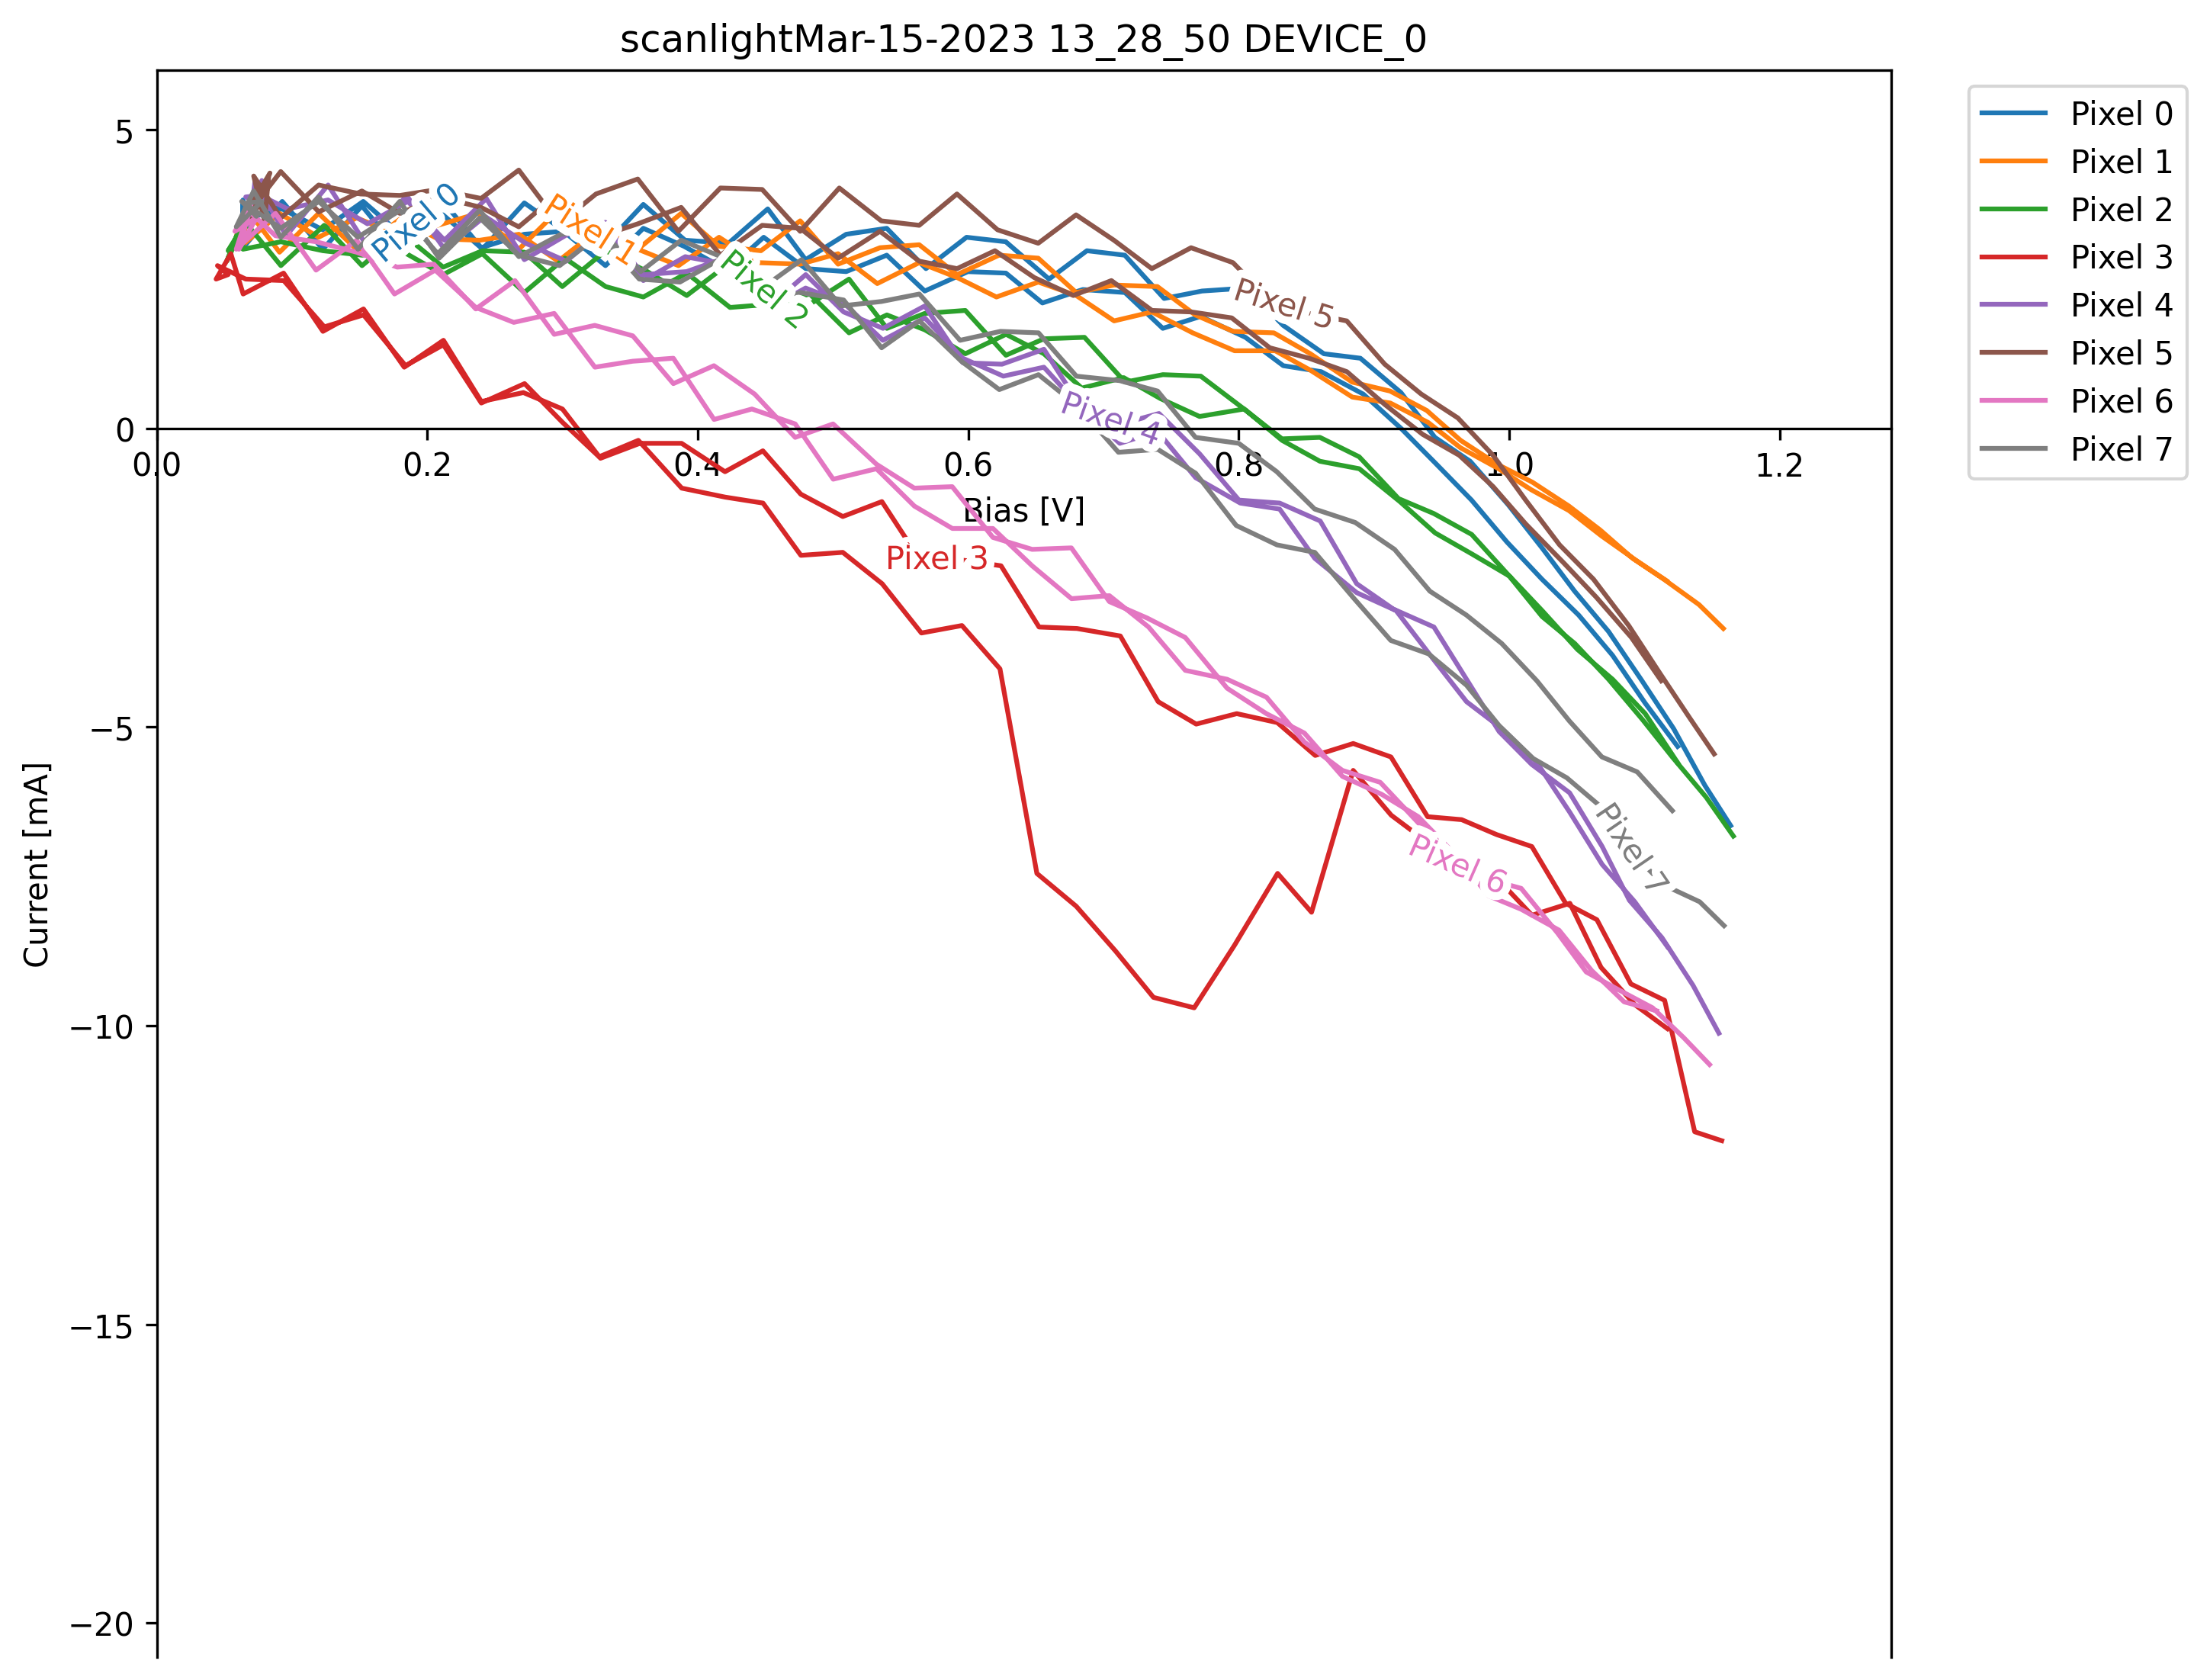 scanlightMar-15-2023 13_28_50 DEVICE_0
Pixel 0
Pixel 1
Pixel 2
Pixel 3
Pixel 4
Pixel 5
Pixel 6
Pixel 7
5
0
−5
−10
−15
−20
Current [mA]
0.0 0.2 0.4 0.6 0.8 1.0 1.2
Bias [V]
Pixel 0
Pixel 1
Pixel 2
Pixel 5
Pixel 4
Pixel 3
Pixel 7
Pixel 6